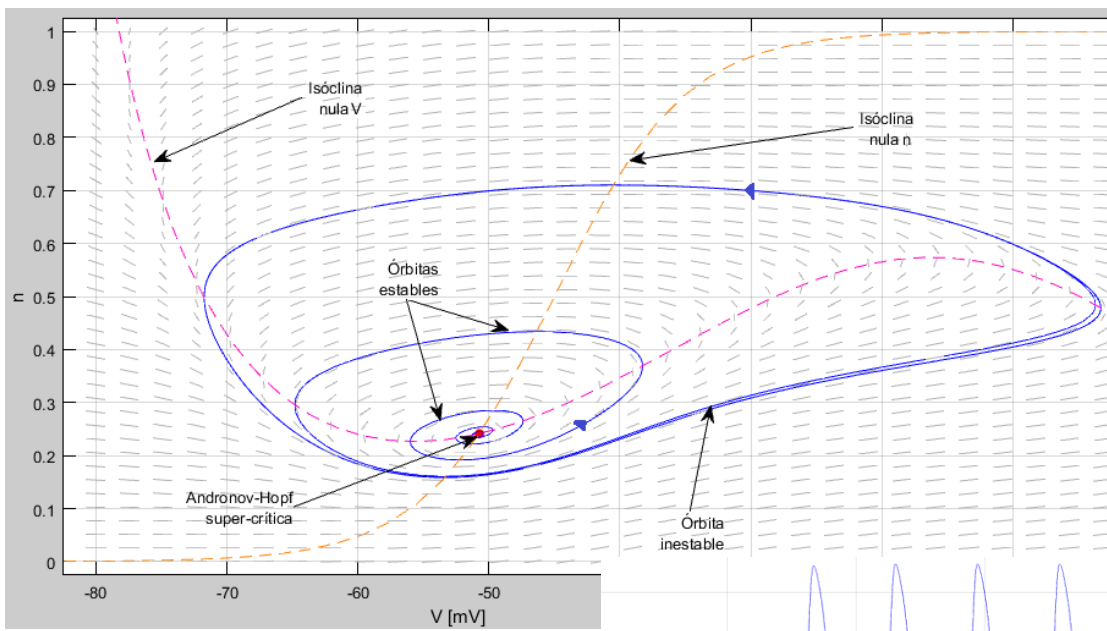 1
0.9
0.8
0.7
0.6
0.5
0.4
0.3
0.2
0.1
0
n
Isóclina
nula V
Isóclina
nula n
Órbitas
estables
Andronov-Hopf
super-crítica
Órbita
inestable
-80
-70
-60
-50
V [mV]